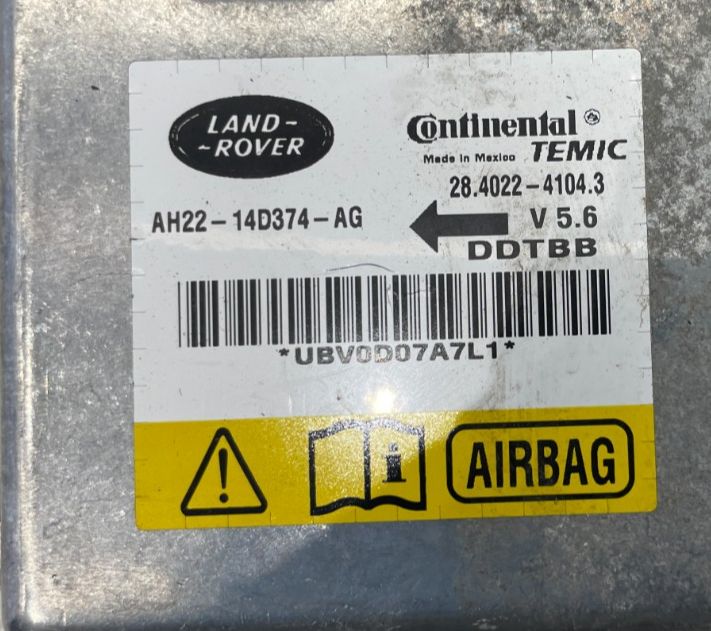 LAND-
-ROVER
Continental
Made in Mexico TEMIC
28.4022-4104.3
AH22-14D374-AG
V 5.6
DDTBB
*UBV0D07A7L1*
! i AIRBAG